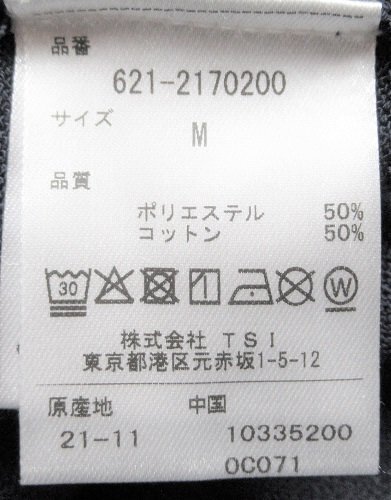 品番
621-2170200
サイズ
M
品質
ポリエステル 50%
コットン 50%
30 W
株式会社 TSI
東京都港区元赤坂1-5-12
原産地 中国
21-11 10335200
0C071